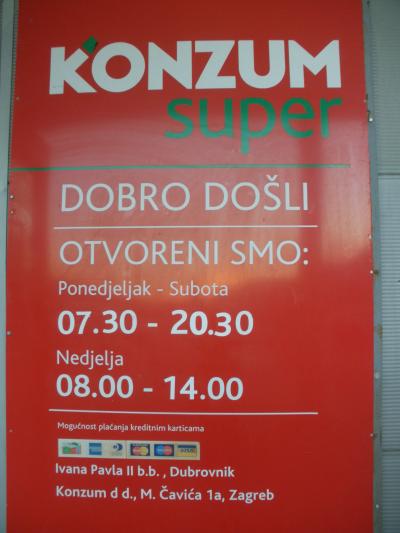 KONZUM
super
DOBRO DOŠLI
OTVORENI SMO:
Ponedjeljak - Subota
07.30 - 20.30
Nedjelja
08.00 - 14.00
Mogućnost plaćanja kreditnim karticama
Ivana Pavla II b.b. , Dubrovnik
Konzum d d., M. Čavića 1a, Zagreb